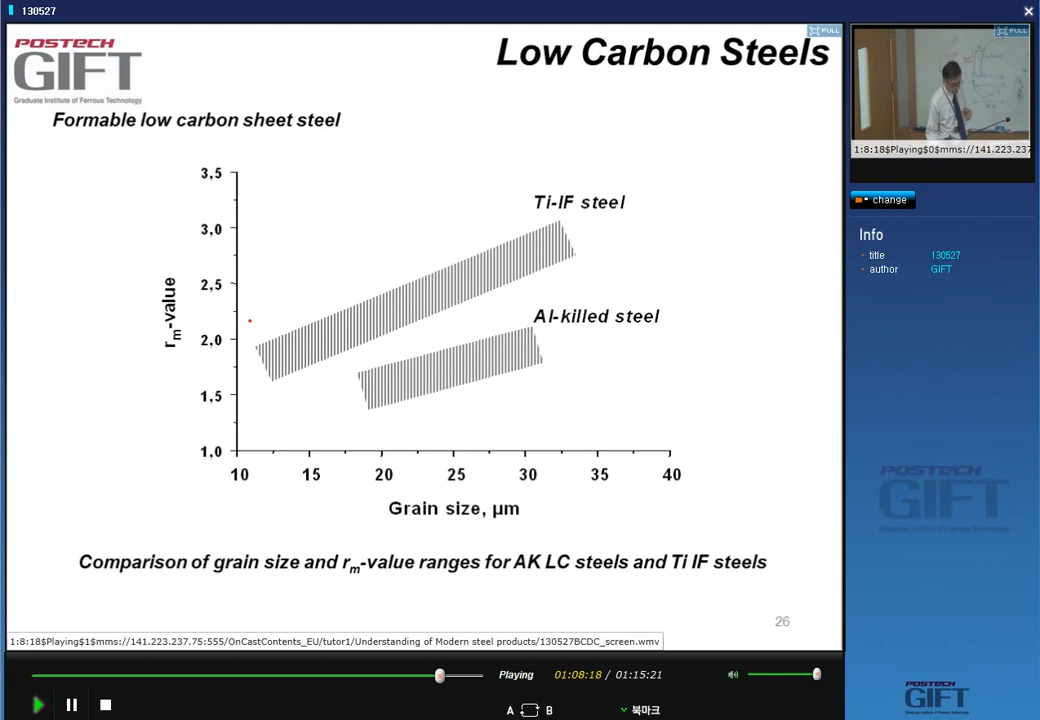 130527
POSTECH
GIFT
Graduate Institute of Ferrous Technology
FULL
Low Carbon Steels
Formable low carbon sheet steel
3,5
3,0
2,5
2,0
1,5
1,0
rm-value
Ti-IF steel
Al-killed steel
10 15 20 25 30 35 40
Grain size, µm
Comparison of grain size and rm-value ranges for AK LC steels and Ti IF steels
26
1:8:18$Playing$1$mms://141.223.237.75:555/OnCastContents_EU/tutor1/Understanding of Modern steel products/130527BCDC_screen.wmv
Playing 01:08:18 / 01:15:21
A B 북마크
FULL
1:8:18$Playing$0$mms://141.223.237
change
Info
title 130527
author GIFT
POSTECH
GIFT
POSTECH
GIFT